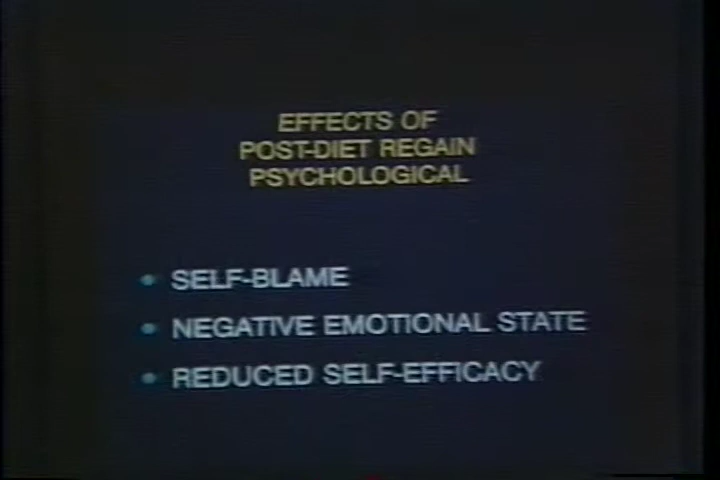 EFFECTS OF
POST-DIET REGAIN
PSYCHOLOGICAL
• SELF-BLAME
• NEGATIVE EMOTIONAL STATE
• REDUCED SELF-EFFICACY